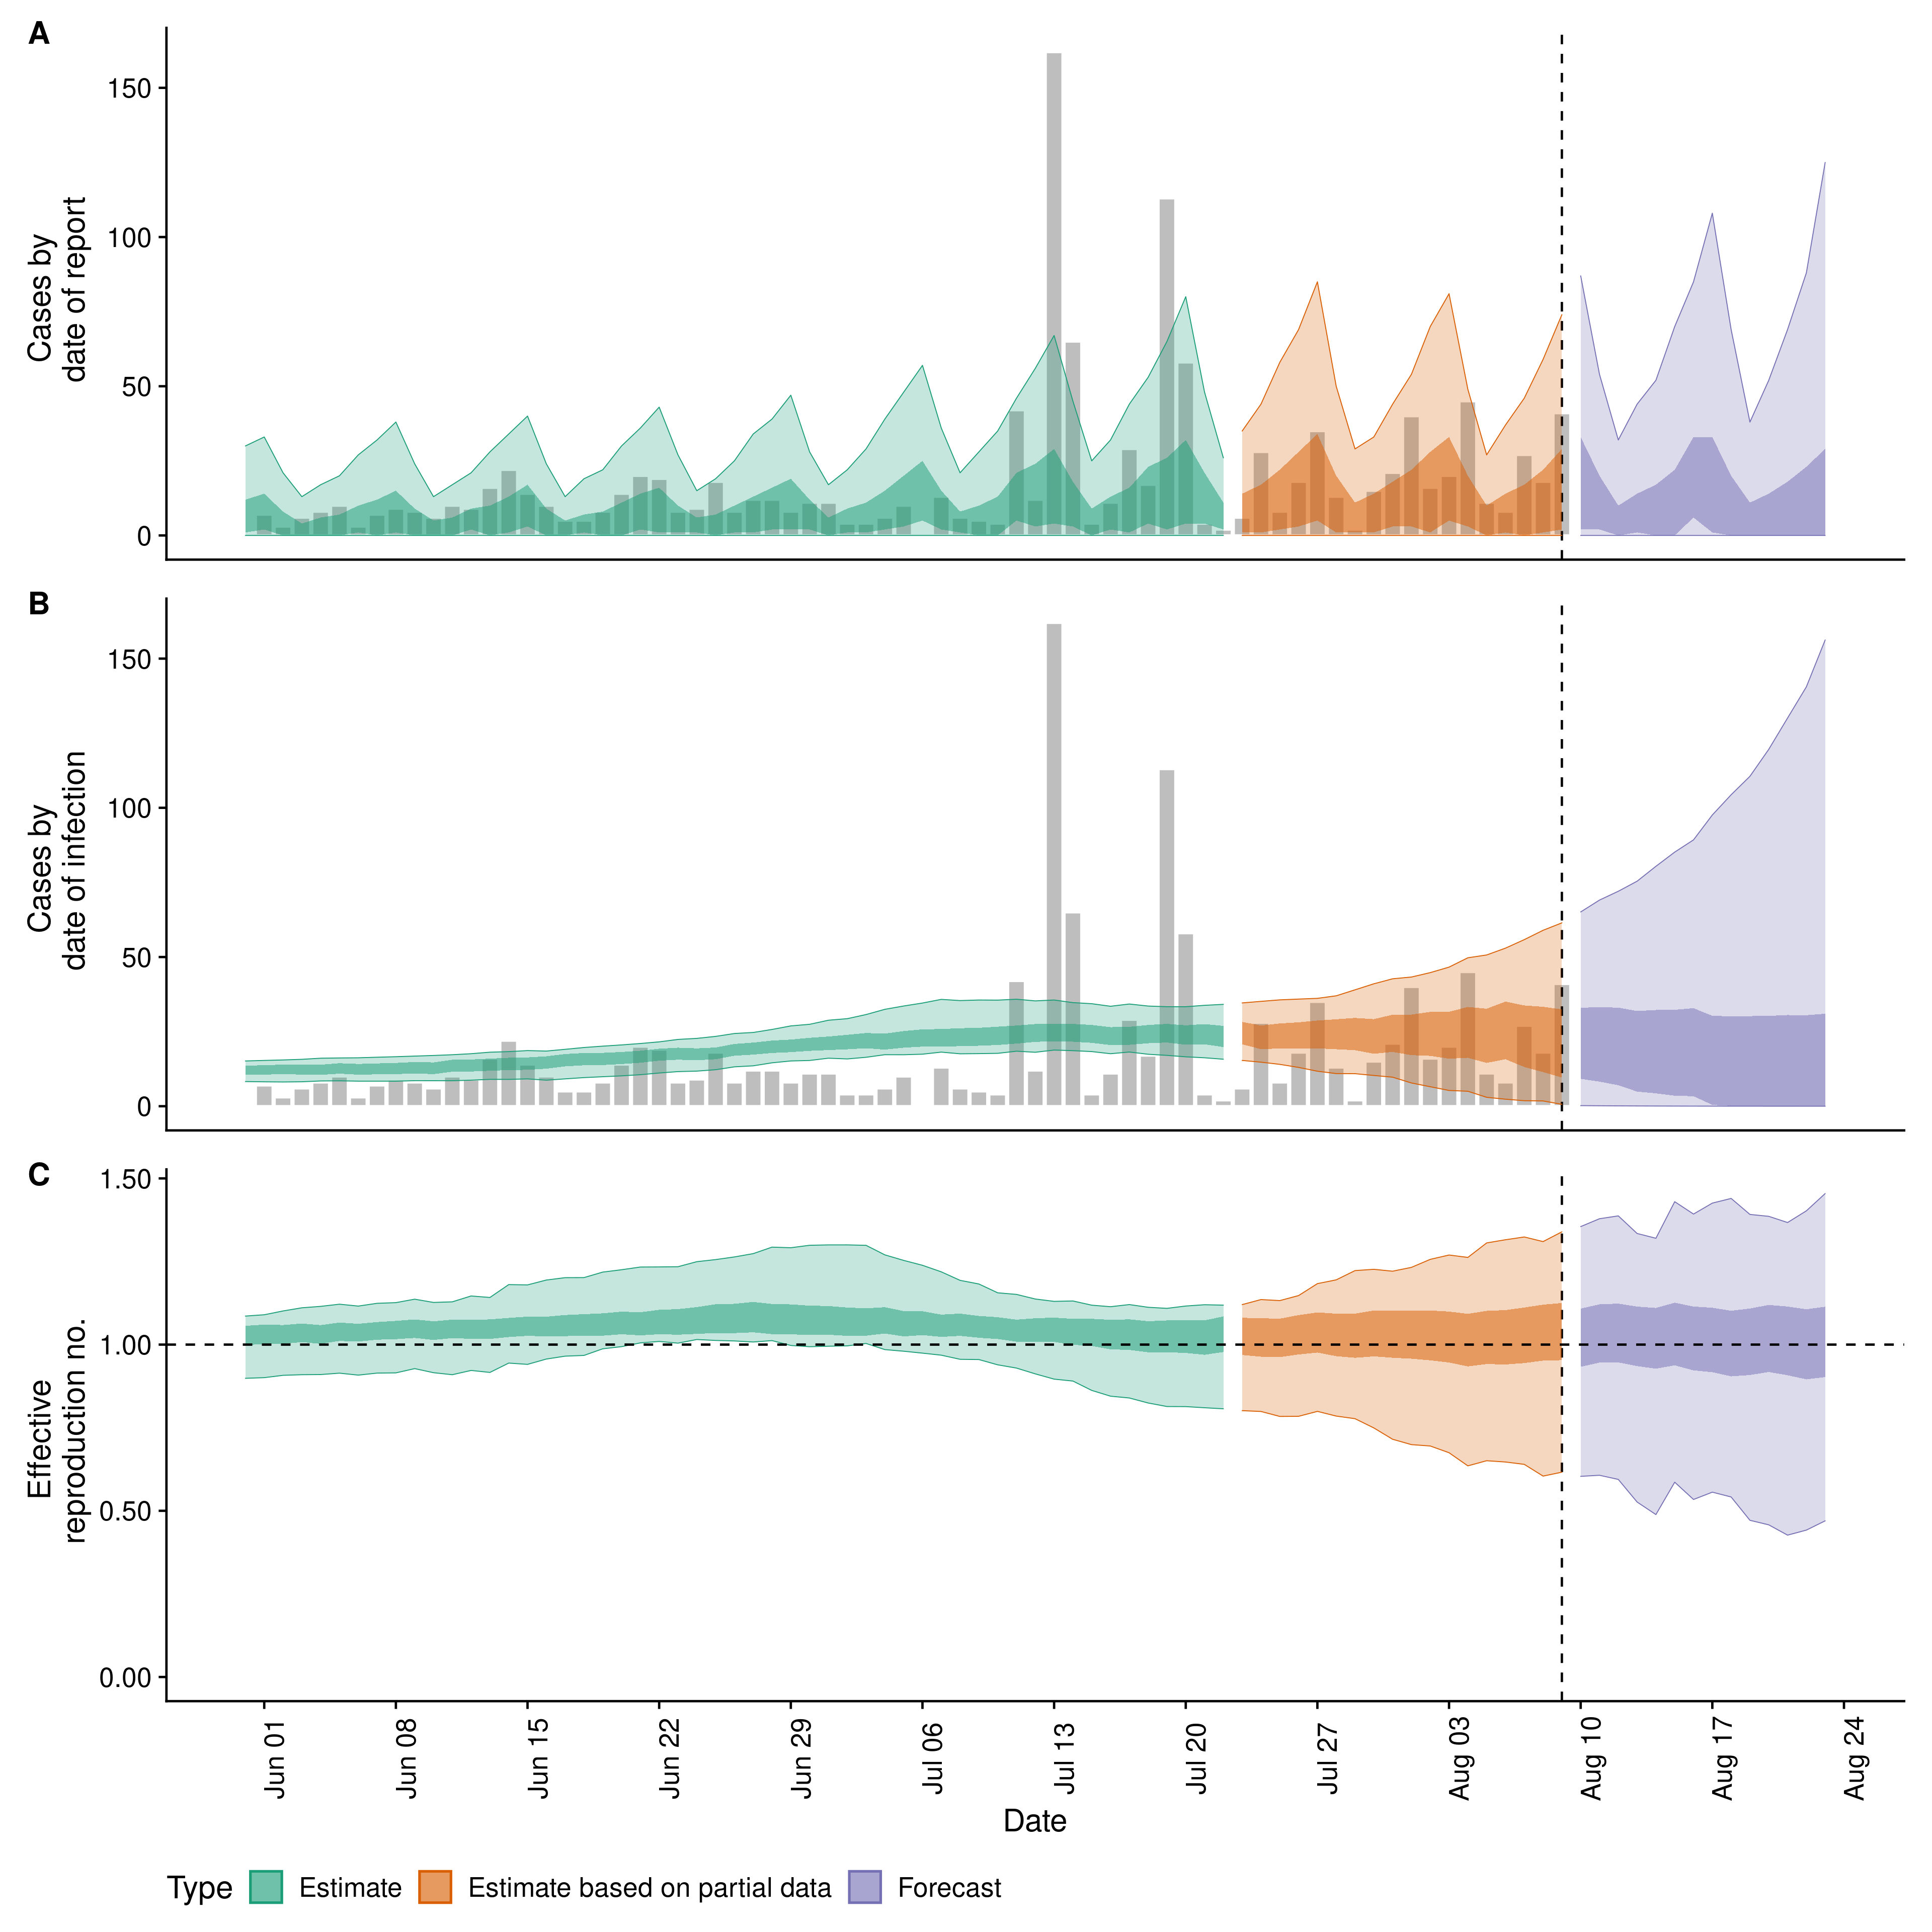 A
Cases by
date of report
150
100
50
0
B
Cases by
date of infection
150
100
50
0
C
Effective
reproduction no.
1.50
1.00
0.50
0.00
Jun 01
Jun 08
Jun 15
Jun 22
Jun 29
Jul 06
Jul 13
Jul 20
Jul 27
Aug 03
Aug 10
Aug 17
Aug 24
Date
Type Estimate Estimate based on partial data Forecast